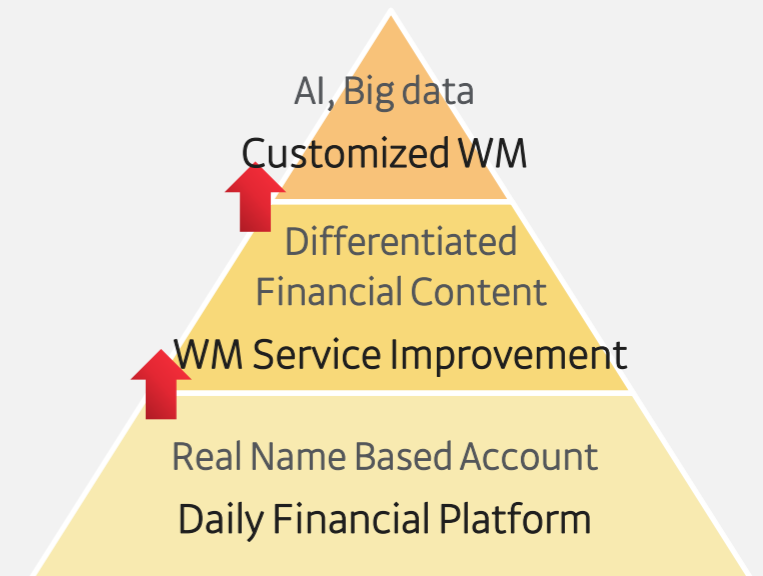 AI, Big data
Customized WM
Differentiated
Financial Content
WM Service Improvement
Real Name Based Account
Daily Financial Platform